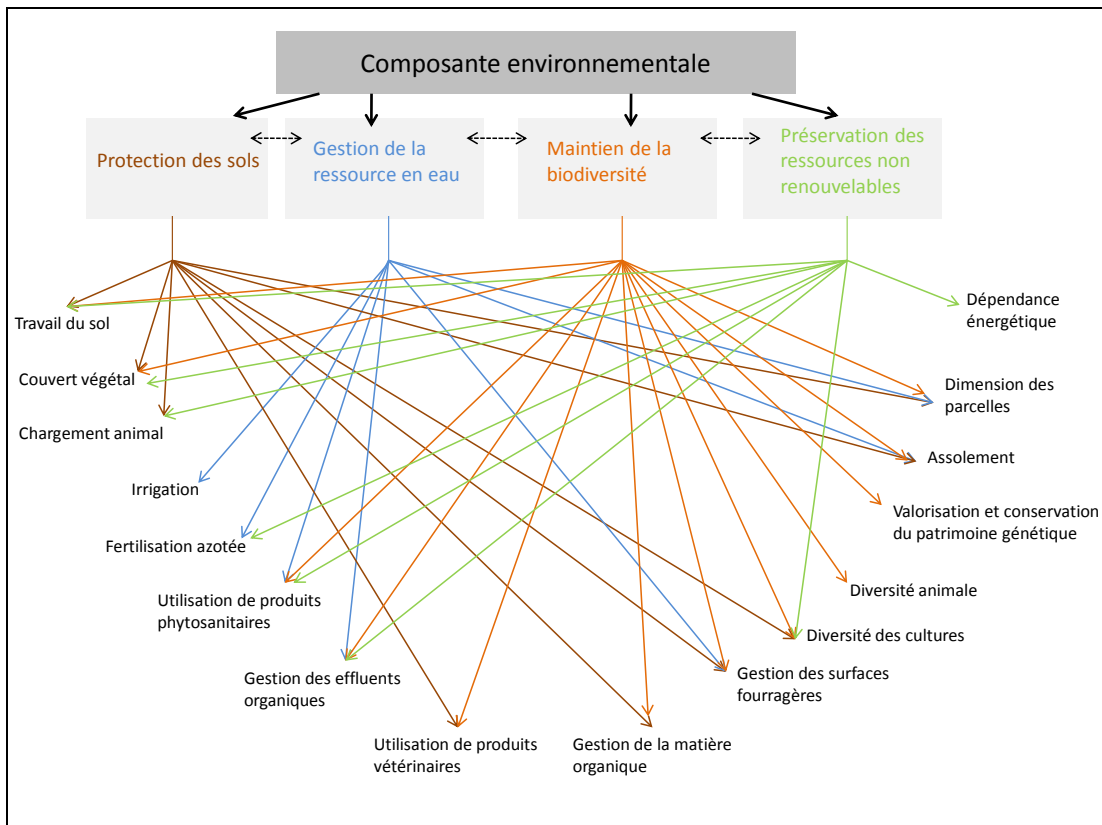 Composante environnementale
Protection des sols
Gestion de la
ressource en eau
Maintien de la
biodiversité
Préservation des
ressources non
renouvelables
Travail du sol
Couvert végétal
Chargement animal
Irrigation
Fertilisation azotée
Utilisation de produits
phytosanitaires
Gestion des effluents
organiques
Utilisation de produits
vétérinaires
Gestion de la matière
organique
Gestion des surfaces
fourragères
Diversité des cultures
Diversité animale
Valorisation et conservation
du patrimoine génétique
Assolement
Dimension des
parcelles
Dépendance
énergétique